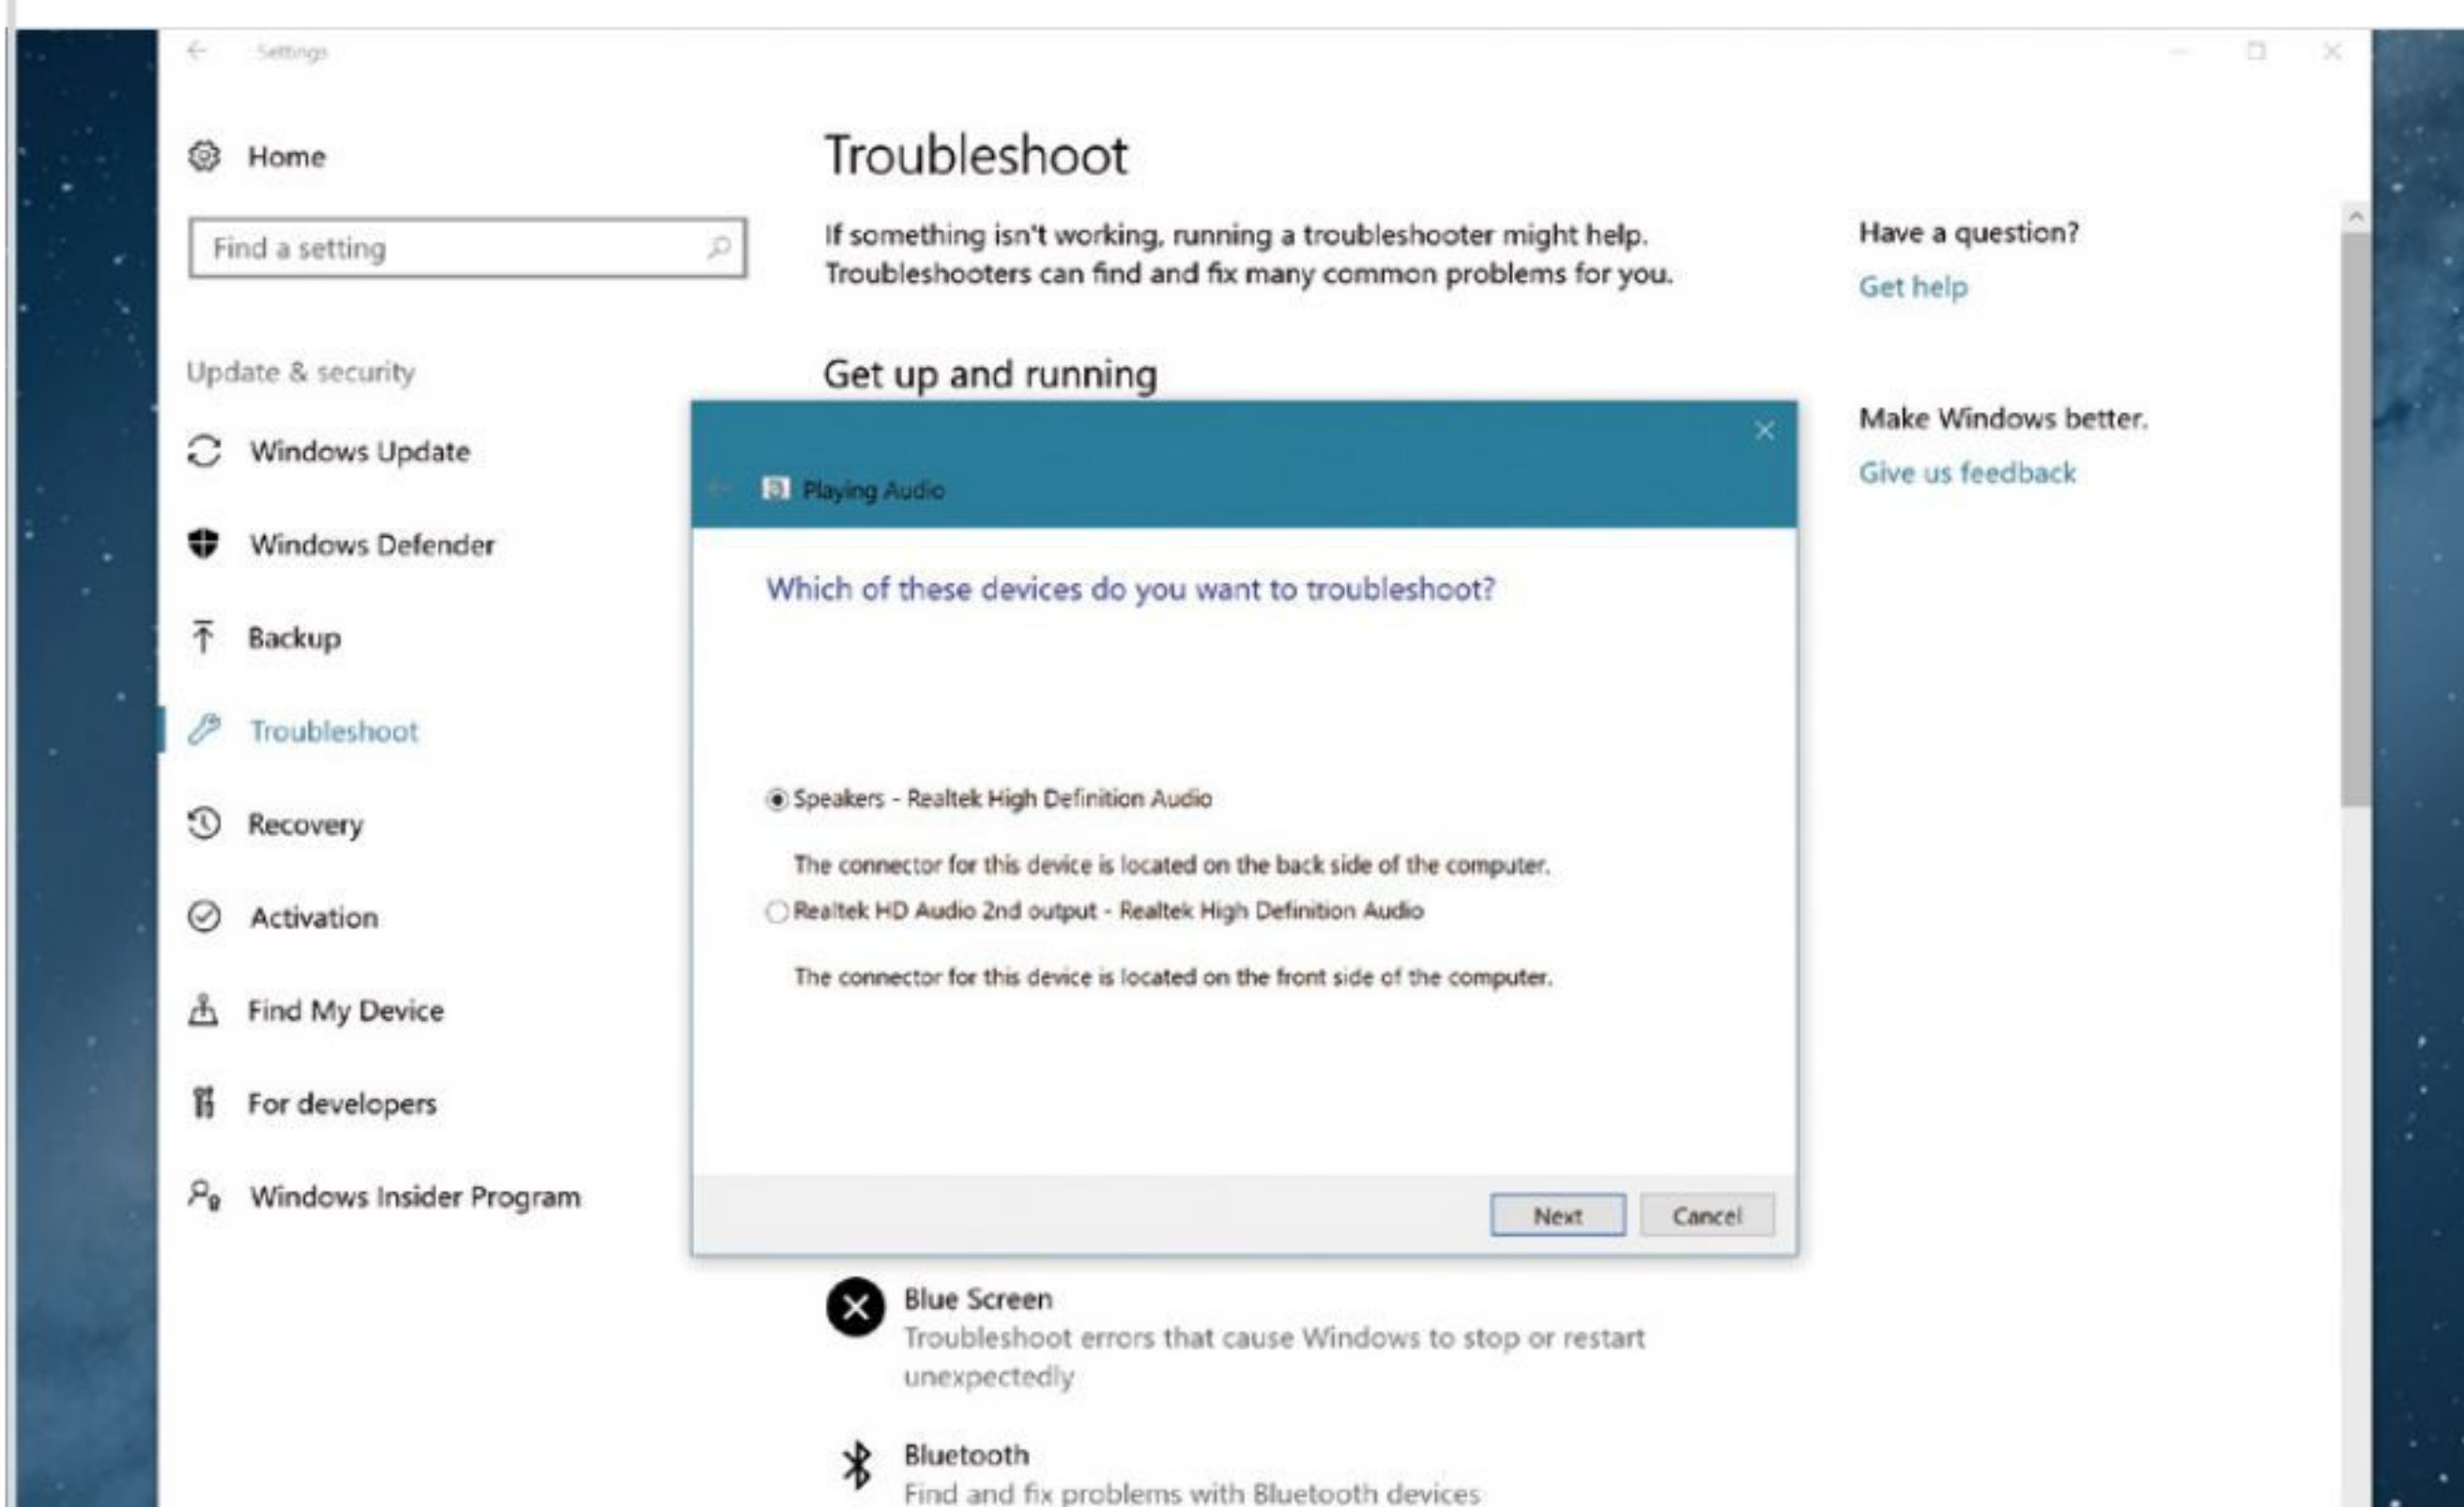 Settings
Home
Find a setting
Update & security
Windows Update
Windows Defender
Backup
Troubleshoot
Recovery
Activation
Find My Device
For developers
Windows Insider Program
Troubleshoot
If something isn't working, running a troubleshooter might help.
Troubleshooters can find and fix many common problems for you.
Get up and running
Playing Audio
Which of these devices do you want to troubleshoot?
Speakers - Realtek High Definition Audio
The connector for this device is located on the back side of the computer.
Realtek HD Audio 2nd output - Realtek High Definition Audio
The connector for this device is located on the front side of the computer.
Next
Cancel
Blue Screen
Troubleshoot errors that cause Windows to stop or restart
unexpectedly
Bluetooth
Find and fix problems with Bluetooth devices
Have a question?
Get help
Make Windows better.
Give us feedback